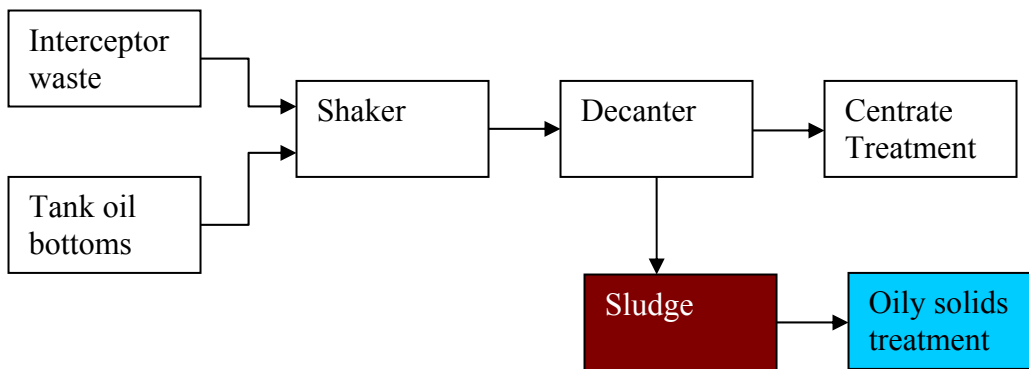 Interceptor
waste
Shaker
Decanter
Centrate
Treatment
Tank oil
bottoms
Sludge
Oily solids
treatment